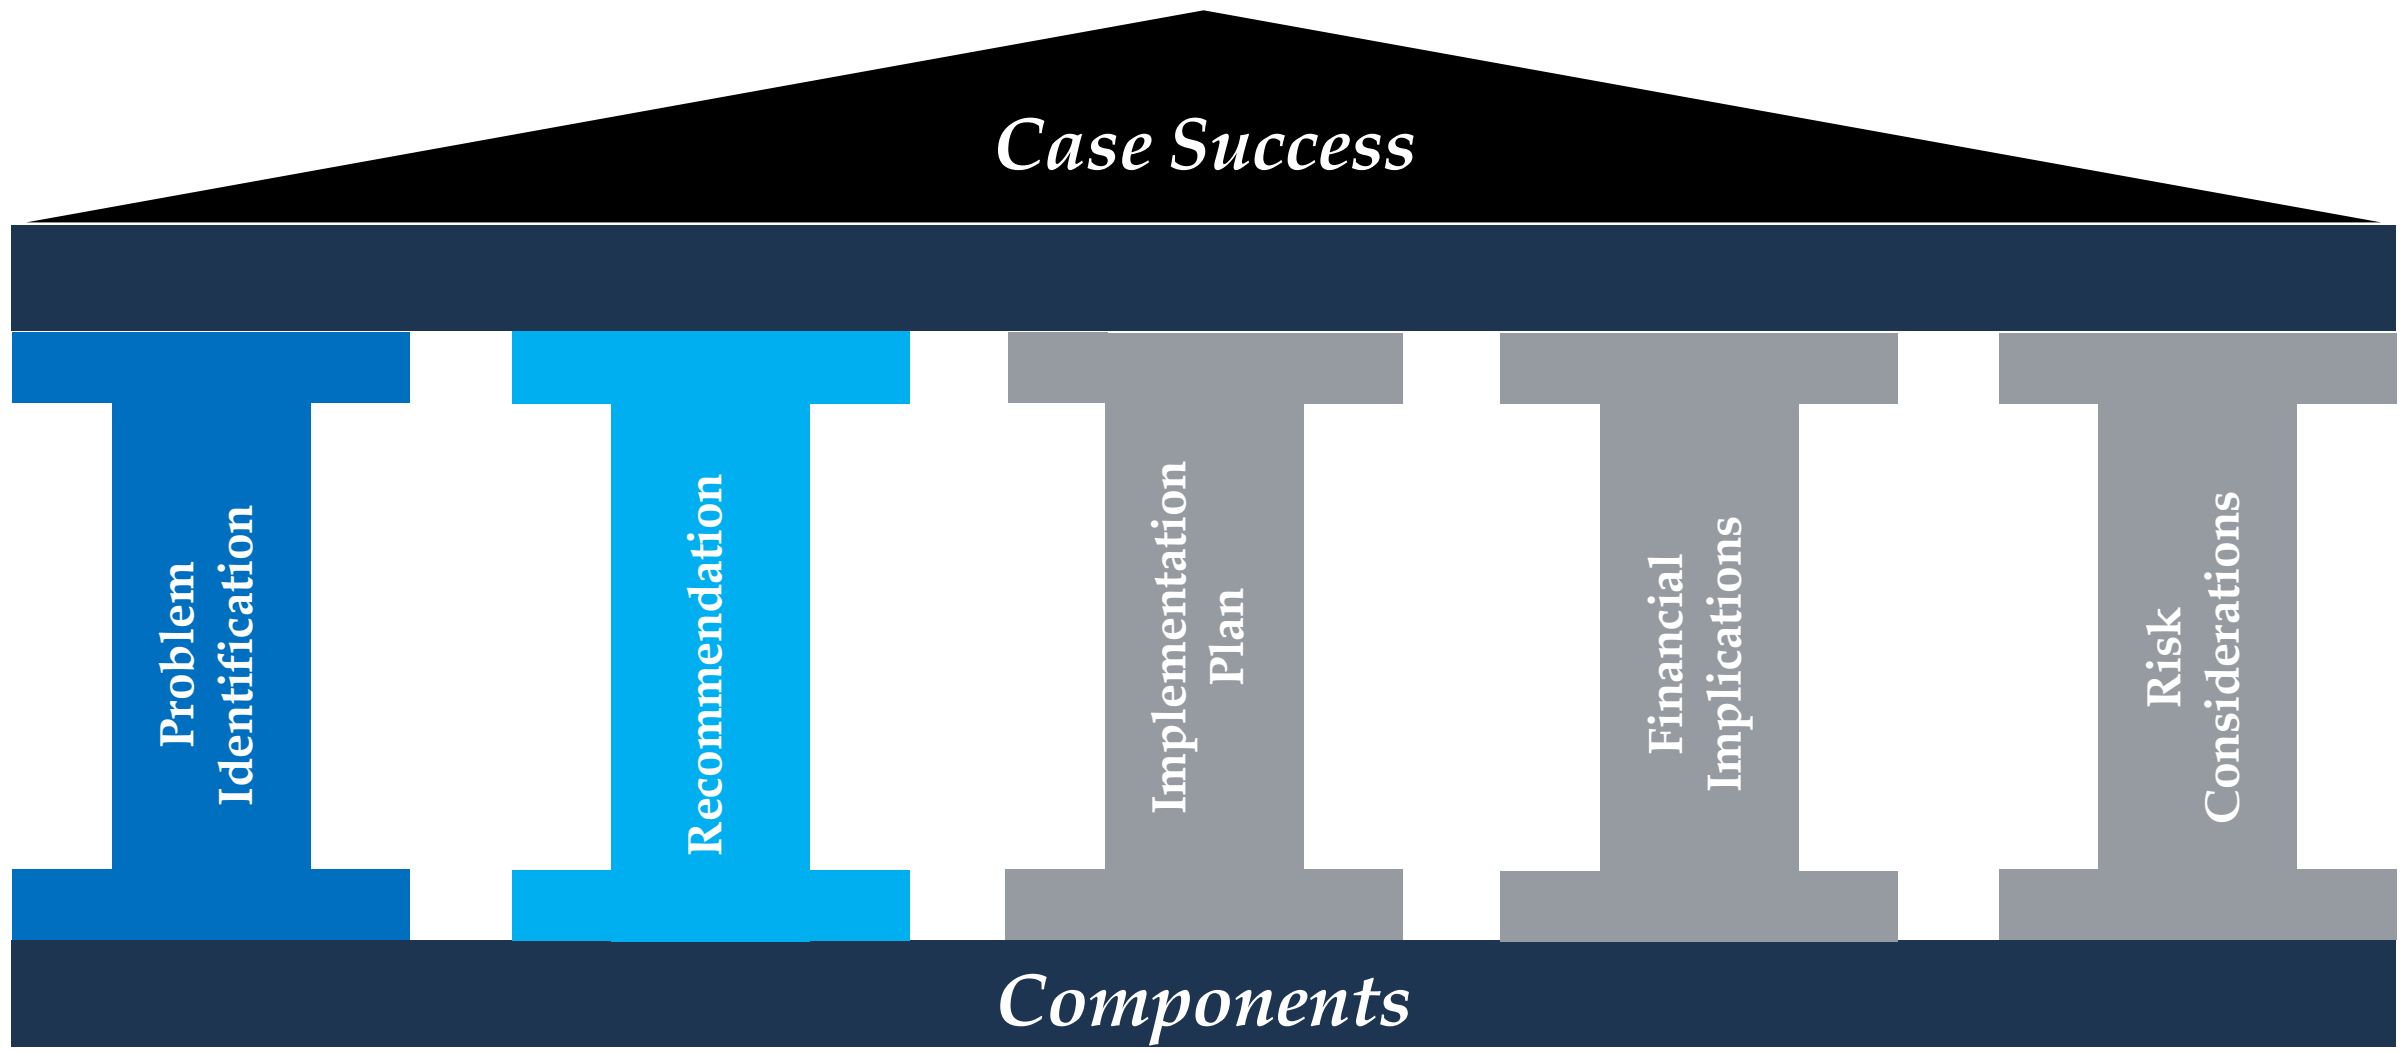 Case Success
Problem
Identification
Recommendation
Implementation
Plan
Financial
Implications
Risk
Considerations
Components